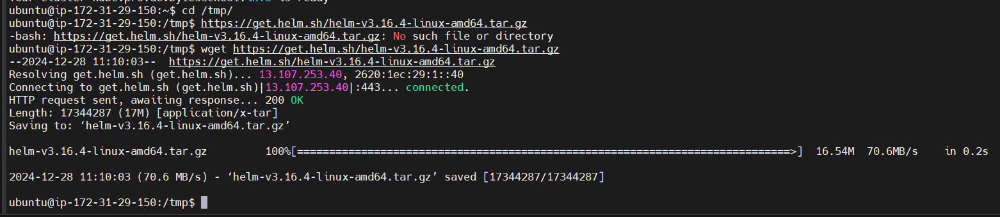 ubuntu@ip-172-31-29-150:~$ cd /tmp/
ubuntu@ip-172-31-29-150:/tmp$ https://get.helm.sh/helm-v3.16.4-linux-amd64.tar.gz
-bash: https://get.helm.sh/helm-v3.16.4-linux-amd64.tar.gz: No such file or directory
ubuntu@ip-172-31-29-150:/tmp$ wget https://get.helm.sh/helm-v3.16.4-linux-amd64.tar.gz
--2024-12-28 11:10:03--  https://get.helm.sh/helm-v3.16.4-linux-amd64.tar.gz
Resolving get.helm.sh (get.helm.sh)... 13.107.253.40, 2620:1ec:29:1::40
Connecting to get.helm.sh (get.helm.sh)|13.107.253.40|:443... connected.
HTTP request sent, awaiting response... 200 OK
Length: 17344287 (17M) [application/x-tar]
Saving to: ‘helm-v3.16.4-linux-amd64.tar.gz’
helm-v3.16.4-linux-amd64.tar.gz 100%[=============================================================================>] 16.54M 70.6MB/s in 0.2s
2024-12-28 11:10:03 (70.6 MB/s) - ‘helm-v3.16.4-linux-amd64.tar.gz’ saved [17344287/17344287]
ubuntu@ip-172-31-29-150:/tmp$